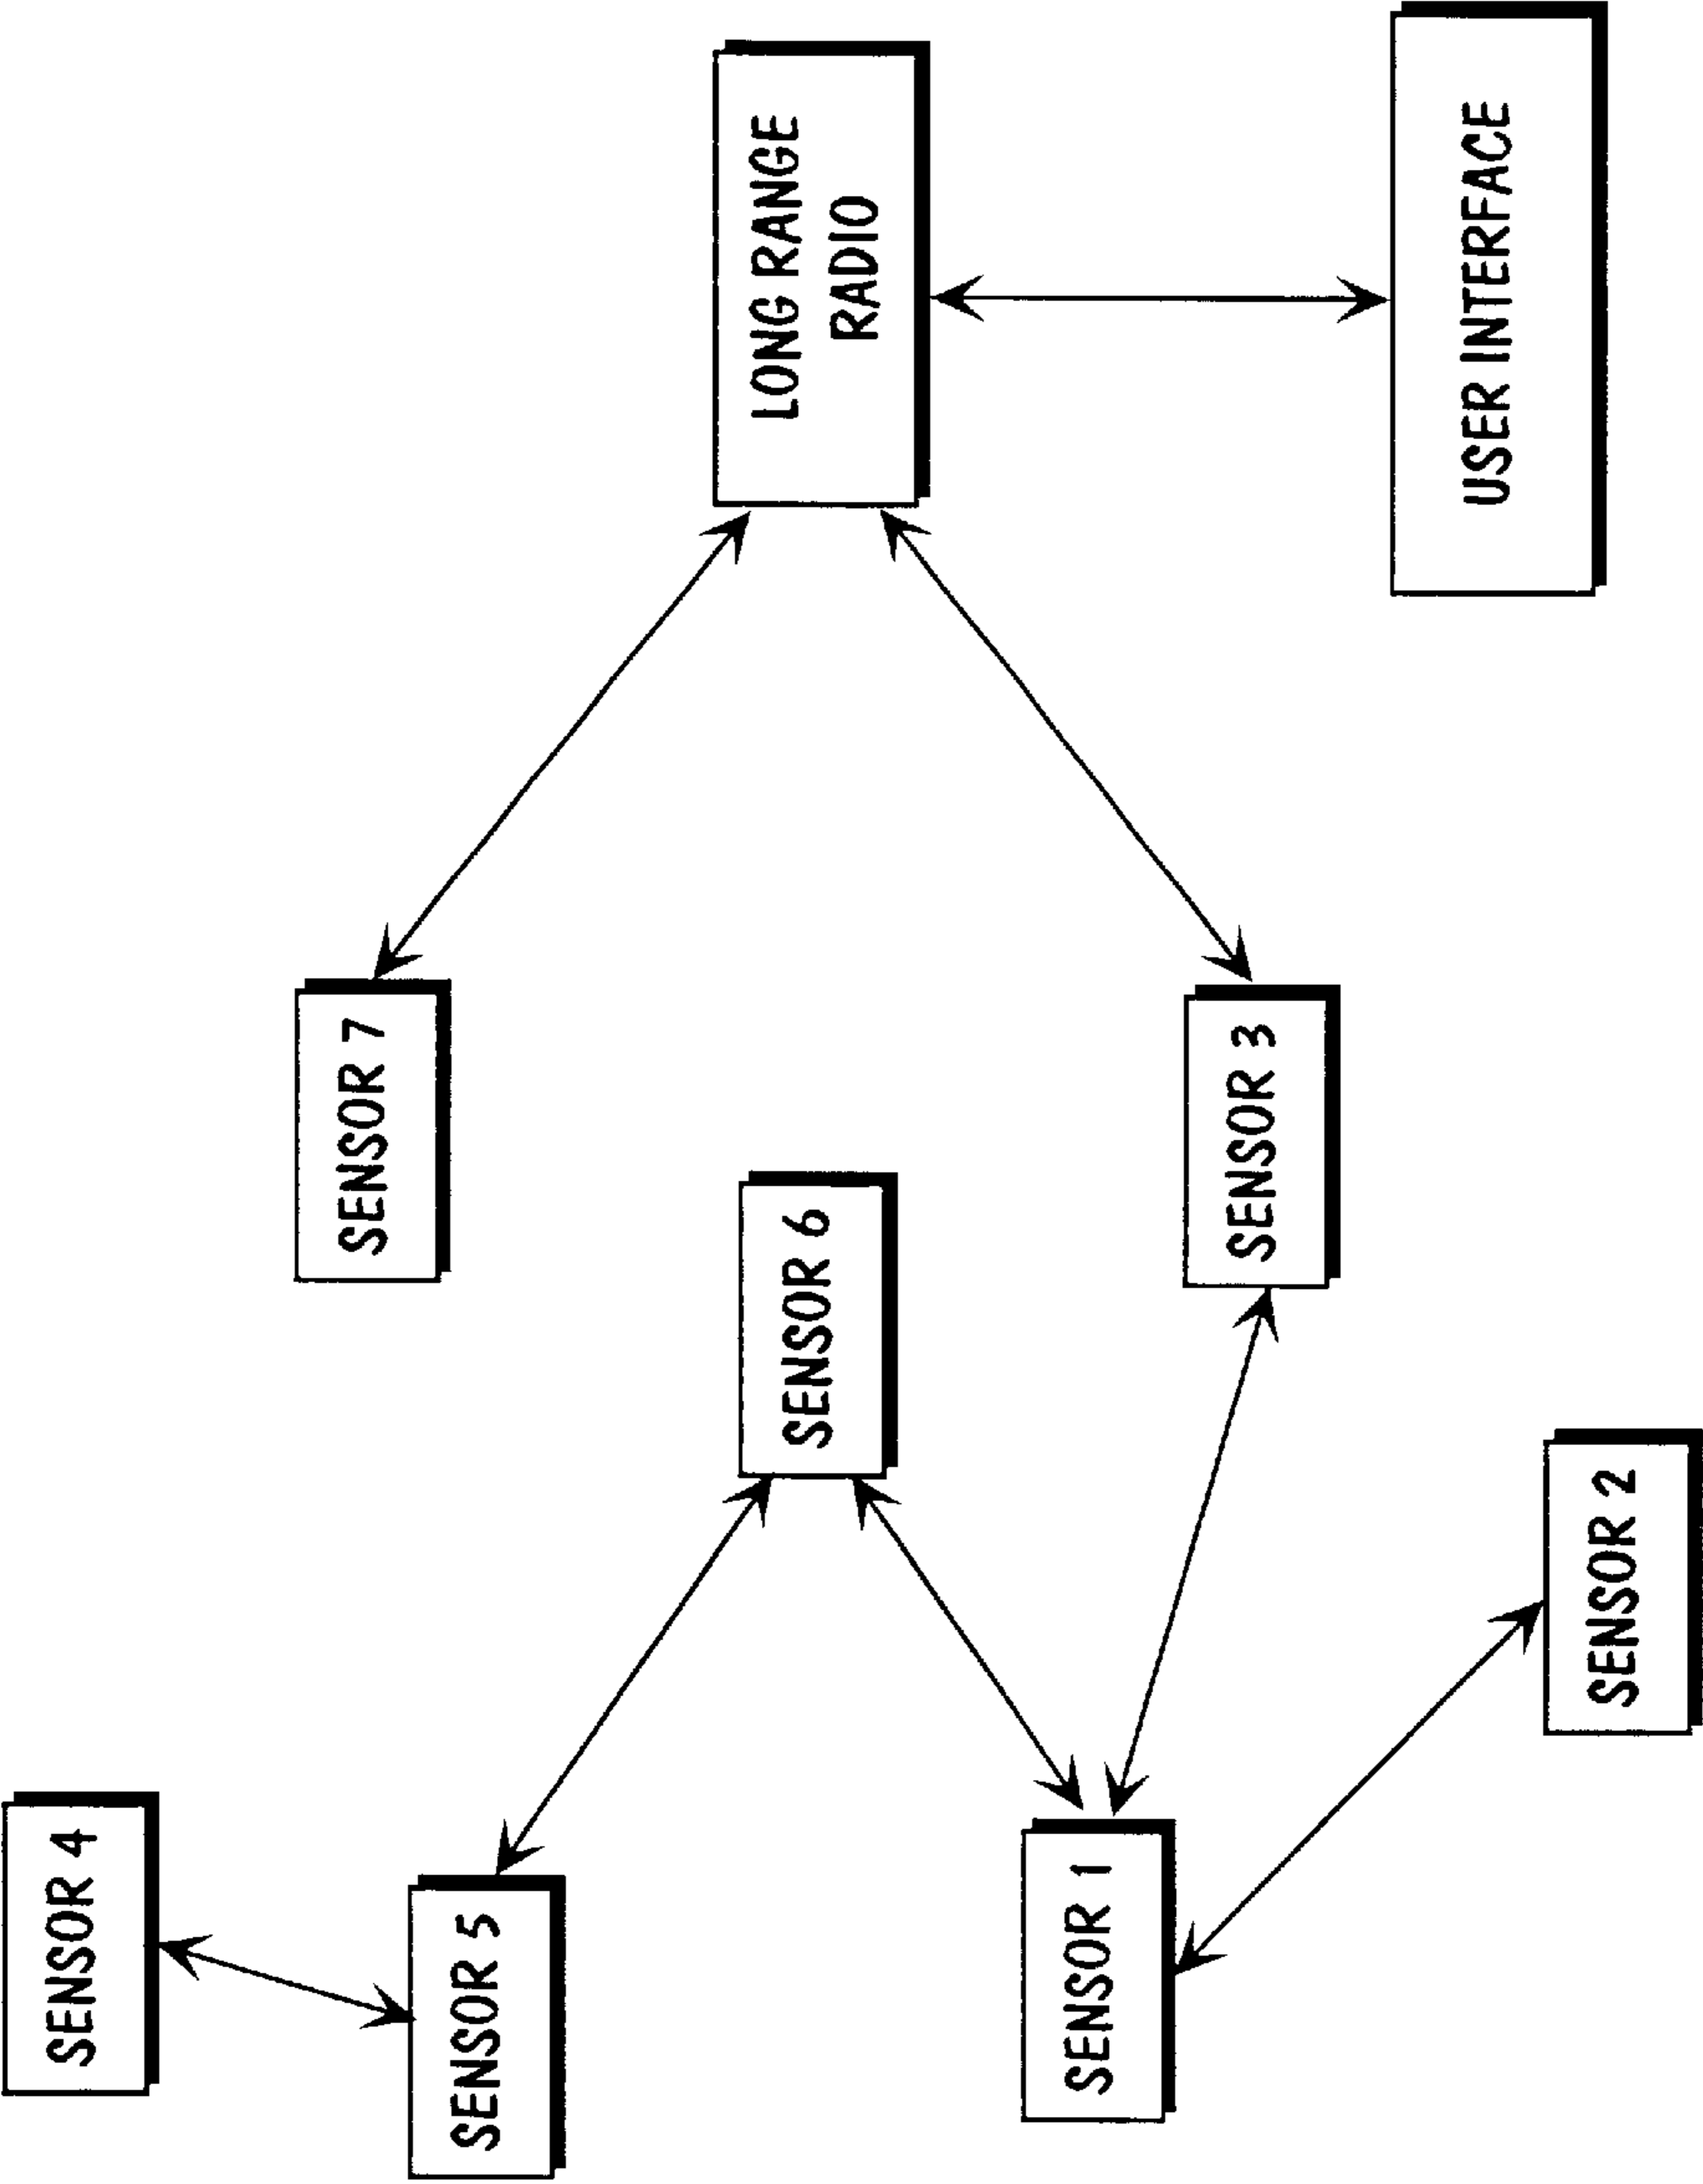 SENSOR 4
SENSOR 7
SENSOR 5
LONG RANGE
RADIO
SENSOR 6
SENSOR 1
SENSOR 3
USER INTERFACE
SENSOR 2